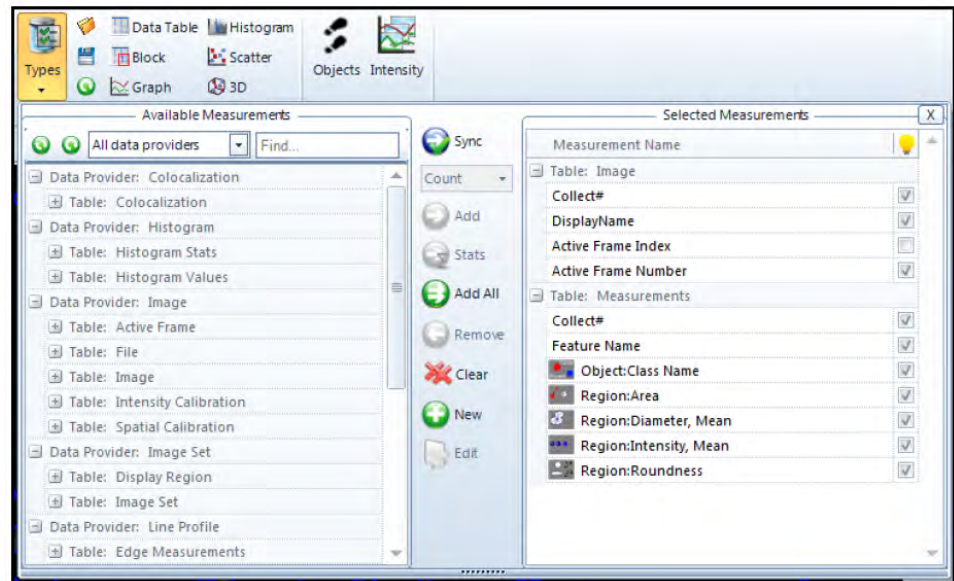 Types
Data Table
Histogram
Block
Scatter
Graph
3D
Objects
Intensity
Available Measurements
All data providers
Find...
Data Provider: Colocalization
Table: Colocalization
Data Provider: Histogram
Table: Histogram Stats
Table: Histogram Values
Data Provider: Image
Table: Active Frame
Table: File
Table: Image
Table: Intensity Calibration
Table: Spatial Calibration
Data Provider: Image Set
Table: Display Region
Table: Image Set
Data Provider: Line Profile
Table: Edge Measurements
Sync
Count
Add
Stats
Add All
Remove
Clear
New
Edit
Selected Measurements
X
Measurement Name
Table: Image
Collect#
DisplayName
Active Frame Index
Active Frame Number
Table: Measurements
Collect#
Feature Name
Object:Class Name
Region:Area
Region:Diameter, Mean
Region:Intensity, Mean
Region:Roundness